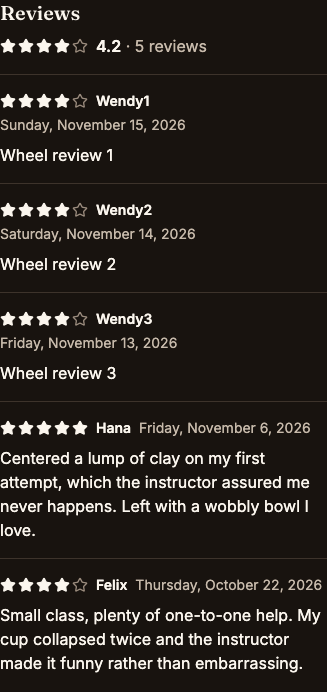 Reviews
4.2 · 5 reviews
Wendy1
Sunday, November 15, 2026
Wheel review 1
Wendy2
Saturday, November 14, 2026
Wheel review 2
Wendy3
Friday, November 13, 2026
Wheel review 3
Hana Friday, November 6, 2026
Centered a lump of clay on my first
attempt, which the instructor assured me
never happens. Left with a wobbly bowl I
love.
Felix Thursday, October 22, 2026
Small class, plenty of one-to-one help. My
cup collapsed twice and the instructor
made it funny rather than embarrassing.